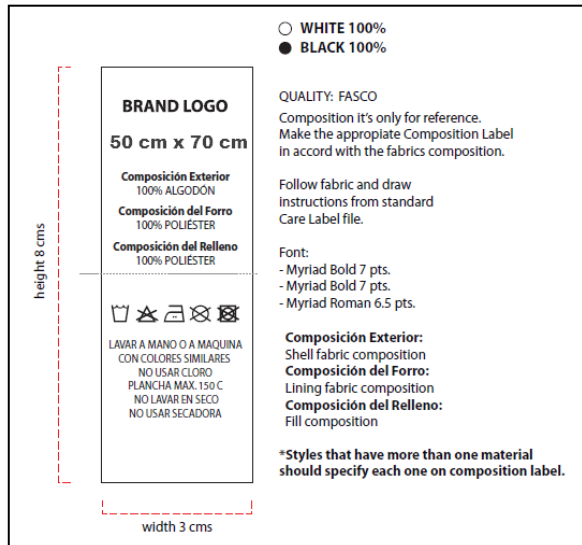 WHITE 100%
BLACK 100%
BRAND LOGO
50 cm x 70 cm
Composición Exterior
100% ALGODÓN
Composición del Forro
100% POLIÉSTER
Composición del Relleno
100% POLIÉSTER
LAVAR A MANO O A MAQUINA
CON COLORES SIMILARES
NO USAR CLORO
PLANCHA MAX. 150 C
NO LAVAR EN SECO
NO USAR SECADORA
height 8 cms
width 3 cms
QUALITY: FASCO
Composition it's only for reference.
Make the appropiate Composition Label
in accord with the fabrics composition.
Follow fabric and draw
instructions from standard
Care Label file.
Font:
- Myriad Bold 7 pts.
- Myriad Bold 7 pts.
- Myriad Roman 6.5 pts.
Composición Exterior:
Shell fabric composition
Composición del Forro:
Lining fabric composition
Composición del Relleno:
Fill composition
*Styles that have more than one material
should specify each one on composition label.